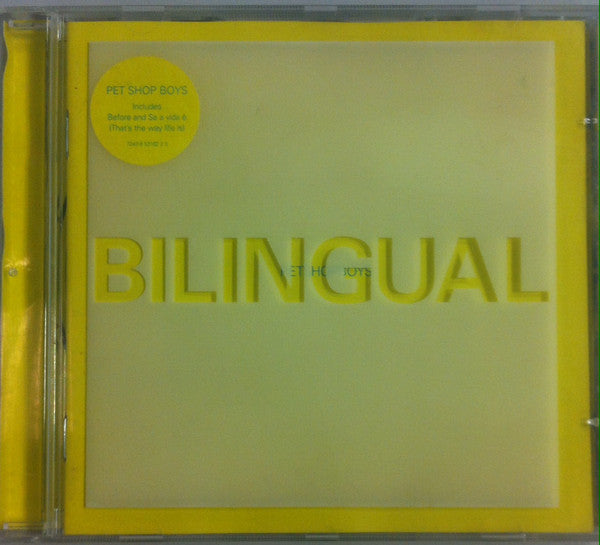 PET SHOP BOYS
Includes
Before and Se a vida é
(That's the way life is)
BILINGUAL
PET SHOP BOYS